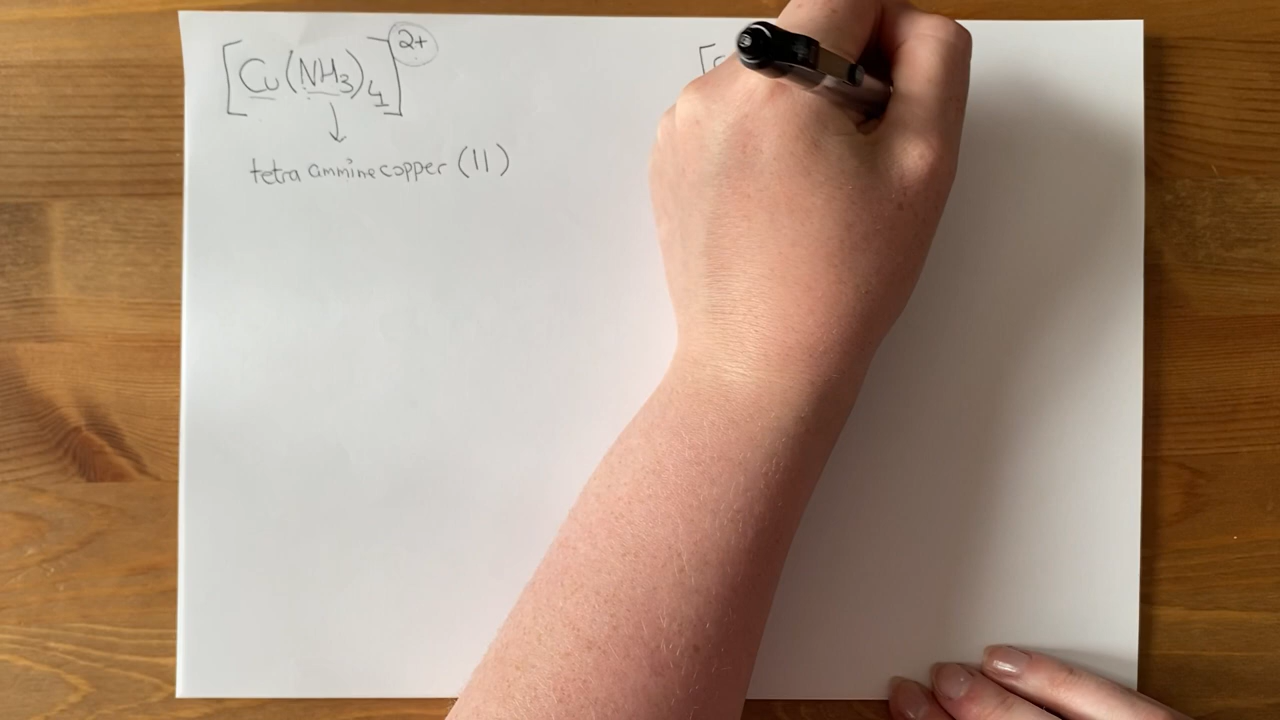 [Cu(NH₃)₄]²⁺
↓
tetra ammine copper (II)
[